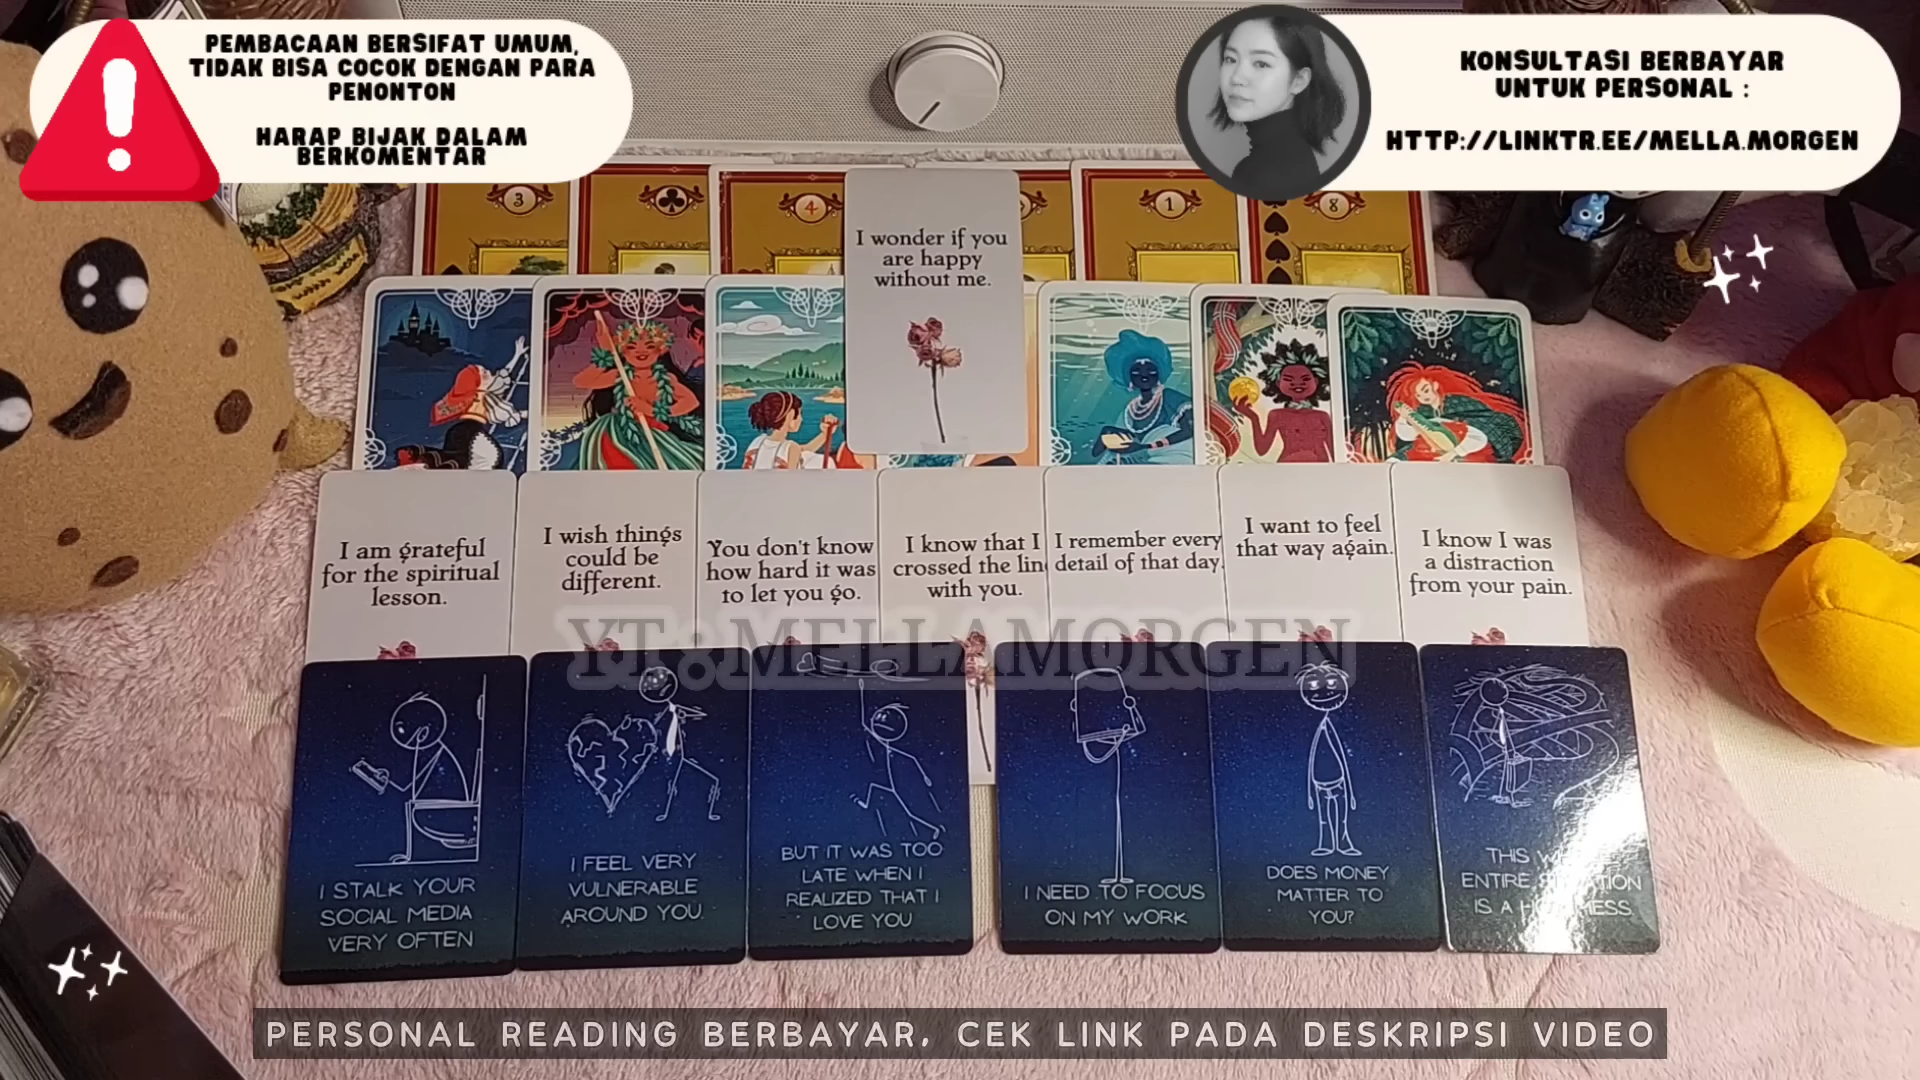 PEMBACAAN BERSIFAT UMUM,
TIDAK BISA COCOK DENGAN PARA
PENONTON
HARAP BIJAK DALAM
BERKOMENTAR
KONSULTASI BERBAYAR
UNTUK PERSONAL :
HTTP://LINKTR.EE/MELLA.MORGEN
3
4
1
8
I wonder if you
are happy
without me.
I am grateful
for the spiritual
lesson.
I wish things
could be
different.
You don't know
how hard it was
to let you go.
I know that I
crossed the lin
with you.
I remember every
detail of that day.
I want to feel
that way again.
I know I was
a distraction
from your pain.
YT:MELLAMORGEN
I STALK YOUR
SOCIAL MEDIA
VERY OFTEN
I FEEL VERY
VULNERABLE
AROUND YOU.
BUT IT WAS TOO
LATE WHEN I
REALIZED THAT I
LOVE YOU
I NEED TO FOCUS
ON MY WORK
DOES MONEY
MATTER TO
YOU?
THIS
ENTIRE
IS A
PERSONAL READING BERBAYAR, CEK LINK PADA DESKRIPSI VIDEO